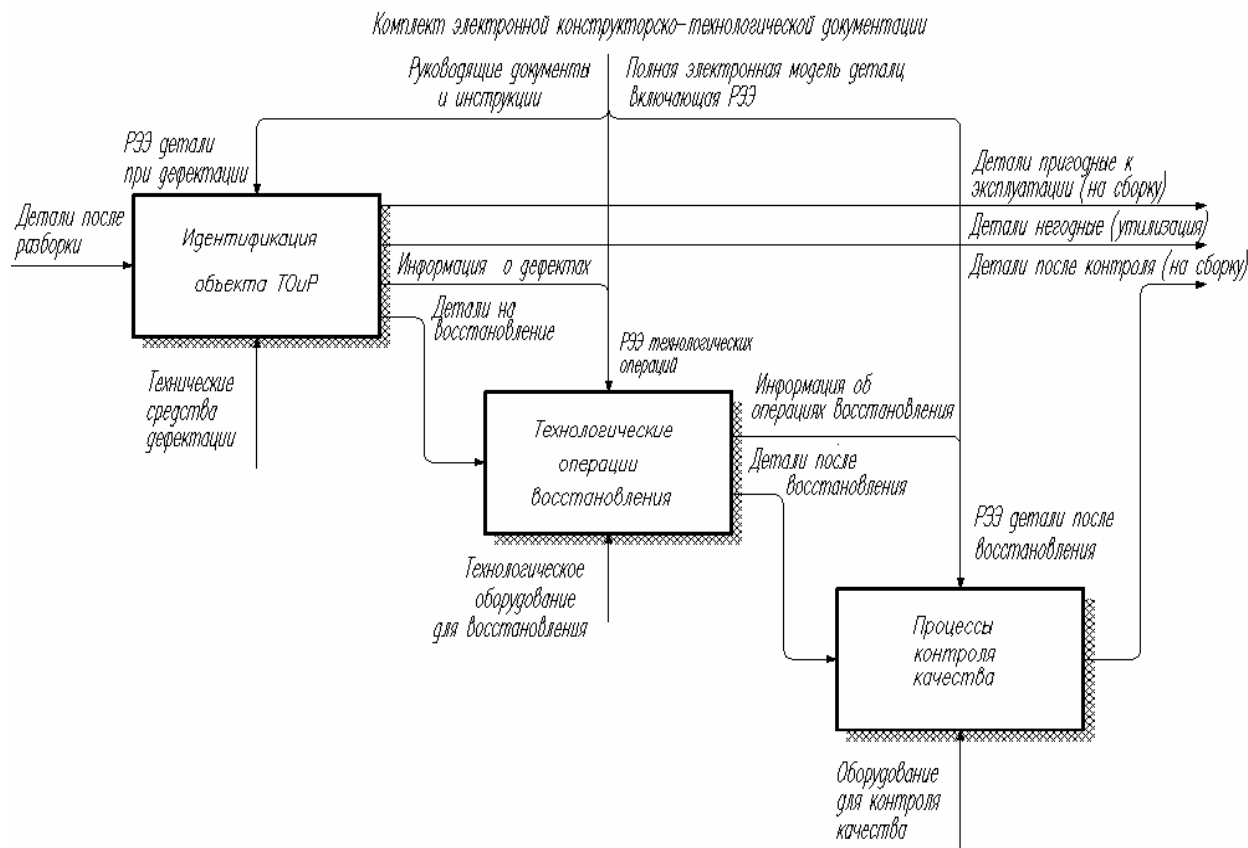 Комплект электронной конструкторско-технологической документации
Руководящие документы
и инструкции
Полная электронная модель детали
включающая РЭЭ
РЭЭ детали
при дефектации
Детали пригодные к
эксплуатации (на сборку)
Детали после
разборки
Детали негодные (утилизация)
Идентификация
объекта ТОиР
Информация о дефектах
Детали после контроля (на сборку)
Детали на
восстановление
РЭЭ технологических
операций
Технические
средства
дефектации
Информация об
операциях восстановления
Технологические
операции
восстановления
Детали после
восстановления
РЭЭ детали после
восстановления
Технологическое
оборудование
для восстановления
Процессы
контроля
качества
Оборудование
для контроля
качества